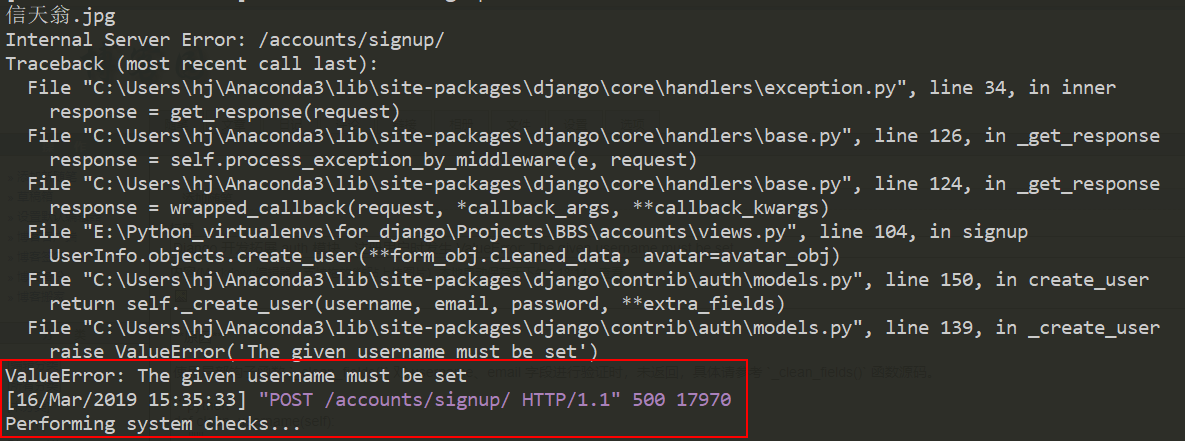 信天翁.jpg
Internal Server Error: /accounts/signup/
Traceback (most recent call last):
  File "C:\Users\hj\Anaconda3\lib\site-packages\django\core\handlers\exception.py", line 34, in inner
    response = get_response(request)
  File "C:\Users\hj\Anaconda3\lib\site-packages\django\core\handlers\base.py", line 126, in _get_response
    response = self.process_exception_by_middleware(e, request)
  File "C:\Users\hj\Anaconda3\lib\site-packages\django\core\handlers\base.py", line 124, in _get_response
    response = wrapped_callback(request, *callback_args, **callback_kwargs)
  File "E:\Python_virtualenvs\for_django\Projects\BBS\accounts\views.py", line 104, in signup
    UserInfo.objects.create_user(**form_obj.cleaned_data, avatar=avatar_obj)
  File "C:\Users\hj\Anaconda3\lib\site-packages\django\contrib\auth\models.py", line 150, in create_user
    return self._create_user(username, email, password, **extra_fields)
  File "C:\Users\hj\Anaconda3\lib\site-packages\django\contrib\auth\models.py", line 139, in _create_user
    raise ValueError('The given username must be set')
ValueError: The given username must be set
[16/Mar/2019 15:35:33] "POST /accounts/signup/ HTTP/1.1" 500 17970
Performing system checks...